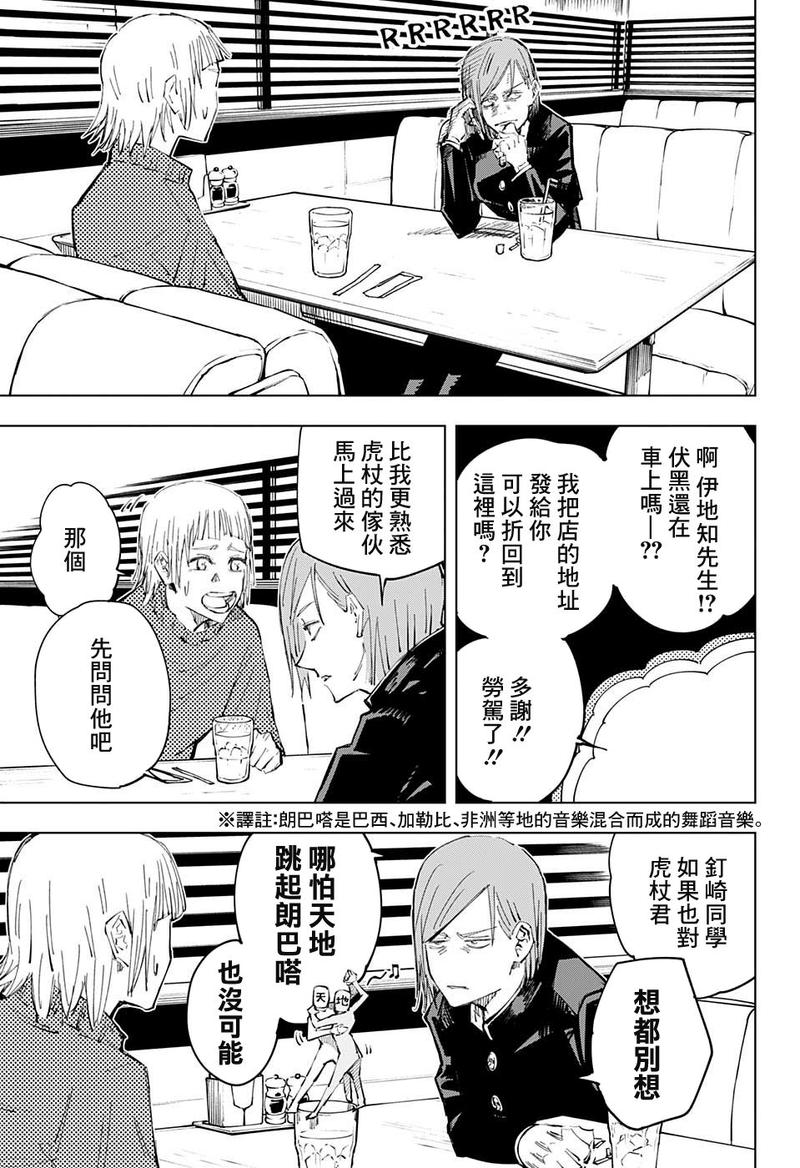 RRRRRR
啊 伊地知先生!?
伏黑還在
車上嗎—??
我把店的地址
發給你
可以折回到
這裡嗎?
多謝!!
勞駕了!!
比我更熟悉
虎杖的傢伙
馬上過來
那個
先問問他吧
※譯註:朗巴嗒是巴西、加勒比、非洲等地的音樂混合而成的舞蹈音樂。
釘崎同學
如果也對
虎杖君
想都別想
哪怕天地
跳起朗巴嗒
也沒可能
天
地